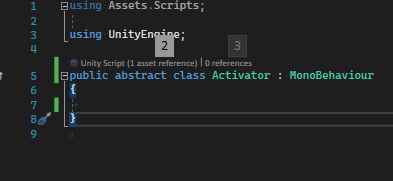 1 using Assets.Scripts;
2
3 using UnityEngine;
2 3
Unity Script (1 asset reference) | 0 references
5 public abstract class Activator : MonoBehaviour
6 {
7
8 }
9